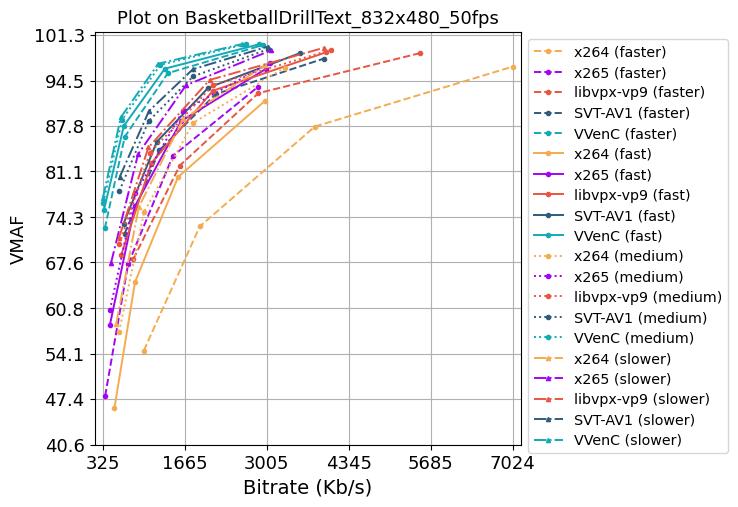 Plot on BasketballDrillText_832x480_50fps
VMAF
101.3
94.5
87.8
81.1
74.3
67.6
60.8
54.1
47.4
40.6
325 1665 3005 4345 5685 7024
Bitrate (Kb/s)
x264 (faster)
x265 (faster)
libvpx-vp9 (faster)
SVT-AV1 (faster)
VVenC (faster)
x264 (fast)
x265 (fast)
libvpx-vp9 (fast)
SVT-AV1 (fast)
VVenC (fast)
x264 (medium)
x265 (medium)
libvpx-vp9 (medium)
SVT-AV1 (medium)
VVenC (medium)
x264 (slower)
x265 (slower)
libvpx-vp9 (slower)
SVT-AV1 (slower)
VVenC (slower)